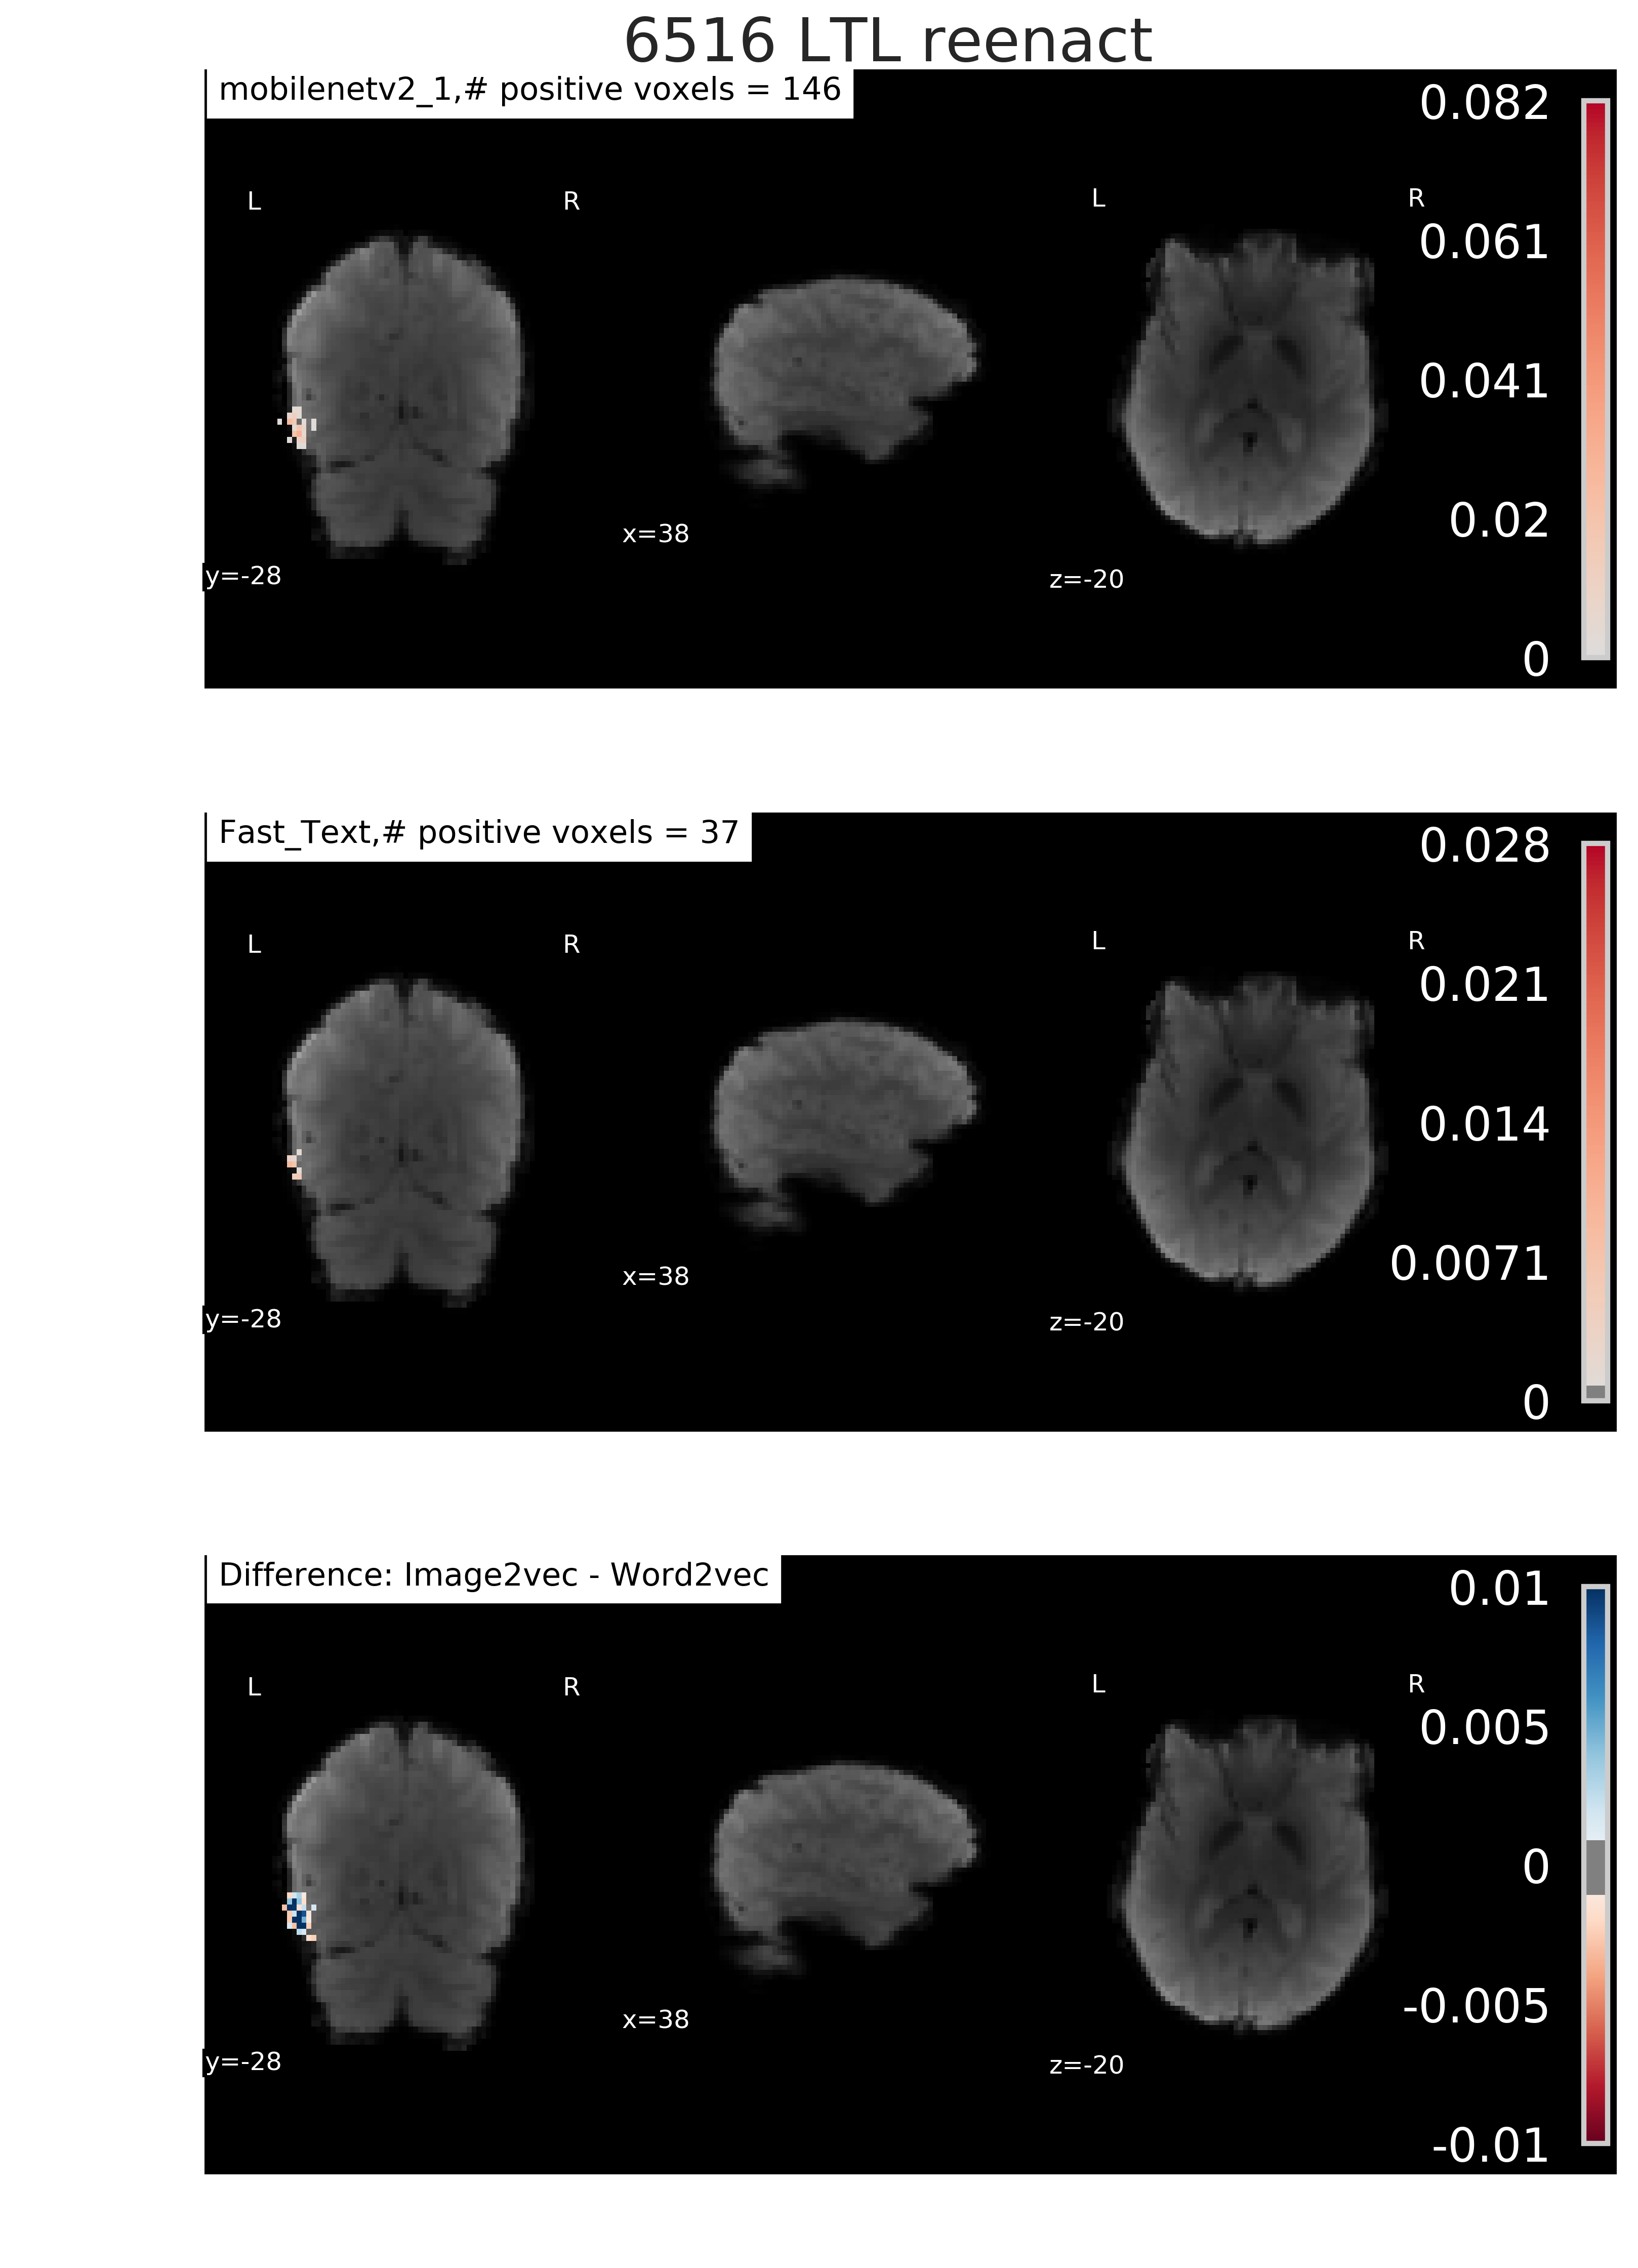 6516 LTL reenact
mobilenetv2_1,# positive voxels = 146
0.082
L R L R
0.061
0.041
0.02
x=38
y=-28
z=-20
0
Fast_Text,# positive voxels = 37
0.028
L R L R
0.021
0.014
0.0071
x=38
y=-28
z=-20
0
Difference: Image2vec - Word2vec
0.01
L R L R
0.005
0
-0.005
x=38
y=-28
z=-20
-0.01